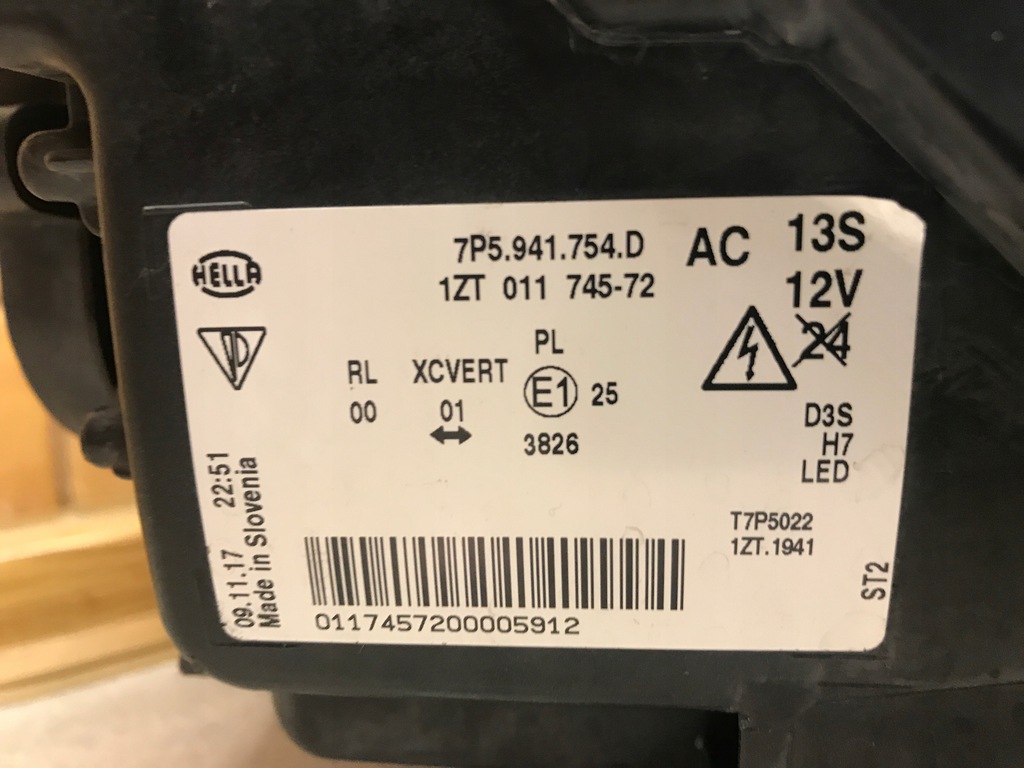 HELLA
7P5.941.754.D
1ZT 011 745-72
AC
13S
12V
24
PD
RL
00
XCVERT
01
PL
E1 25
3826
D3S
H7
LED
T7P5022
1ZT.1941
ST2
09.11.17 22:51
Made in Slovenia
0117457200005912